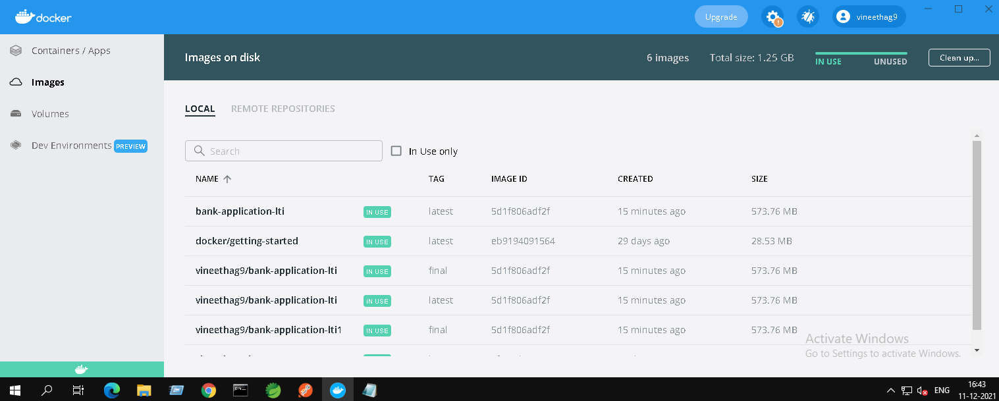 docker
Upgrade
vineethag9
Containers / Apps
Images
Volumes
Dev Environments PREVIEW
Images on disk
6 images
Total size: 1.25 GB
IN USE
UNUSED
Clean up...
LOCAL
REMOTE REPOSITORIES
Search
In Use only
NAME TAG IMAGE ID CREATED SIZE
bank-application-lti IN USE latest 5d1f806adf2f 15 minutes ago 573.76 MB
docker/getting-started IN USE latest eb9194091564 29 days ago 28.53 MB
vineethag9/bank-application-lti IN USE final 5d1f806adf2f 15 minutes ago 573.76 MB
vineethag9/bank-application-lti IN USE latest 5d1f806adf2f 15 minutes ago 573.76 MB
vineethag9/bank-application-lti1 IN USE final 5d1f806adf2f 15 minutes ago 573.76 MB
Activate Windows
Go to Settings to activate Windows.
ENG
16:43
11-12-2021